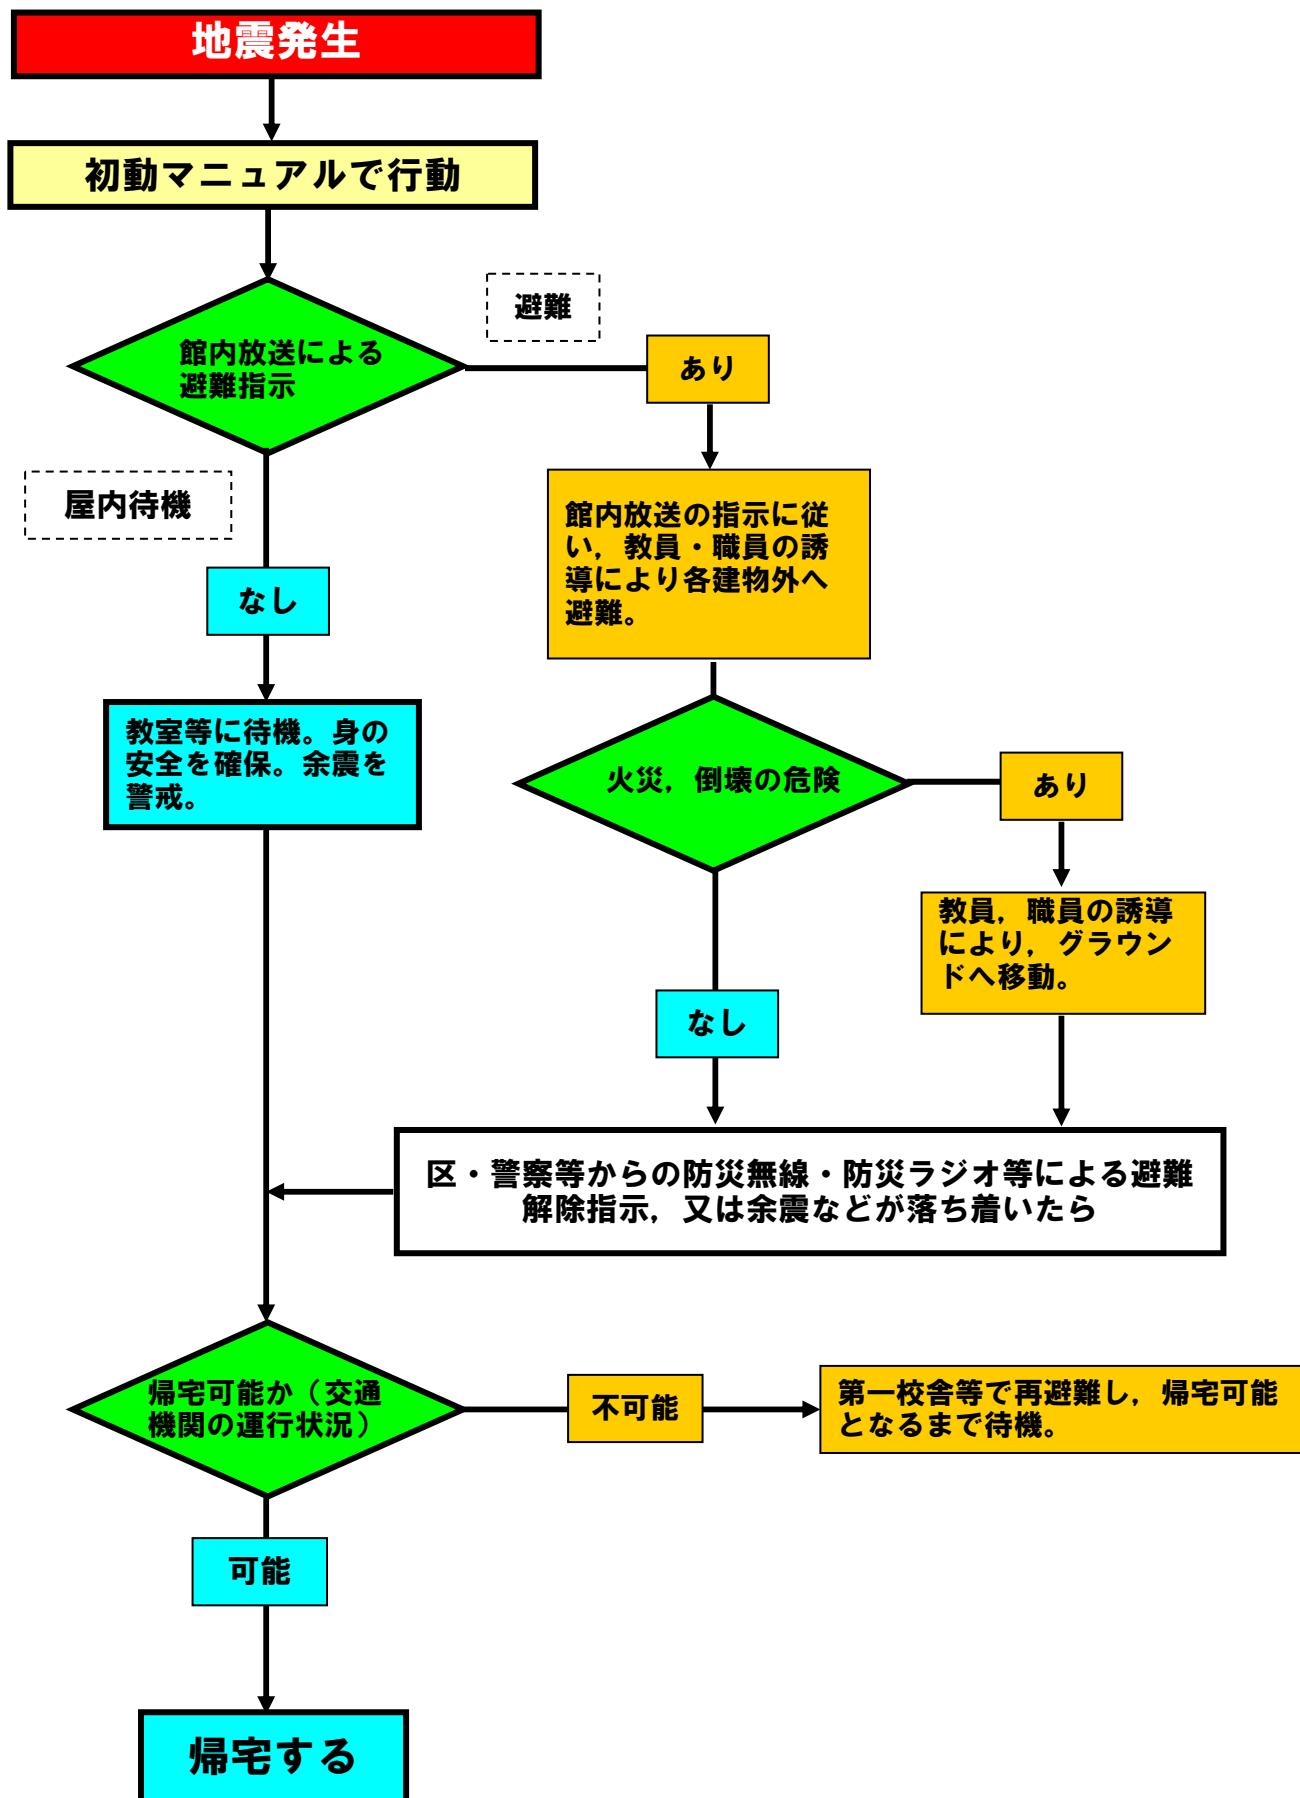 地震発生
初動マニュアルで行動
避難
館内放送による
避難指示
あり
屋内待機
なし
館内放送の指示に従
い，教員・職員の誘
導により各建物外へ
避難。
教室等に待機。身の
安全を確保。余震を
警戒。
火災，倒壊の危険
あり
教員，職員の誘導
により，グラウン
ドへ移動。
なし
区・警察等からの防災無線・防災ラジオ等による避難
解除指示，又は余震などが落ち着いたら
帰宅可能か（交通
機関の運行状況）
不可能
第一校舎等で再避難し，帰宅可能
となるまで待機。
可能
帰宅する